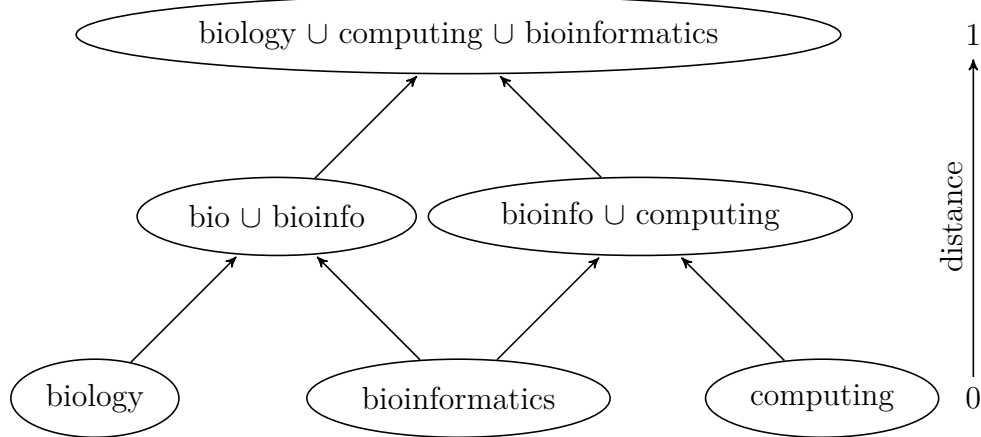 biology ∪ computing ∪ bioinformatics
1
bio ∪ bioinfo
bioinfo ∪ computing
distance
biology
bioinformatics
computing
0